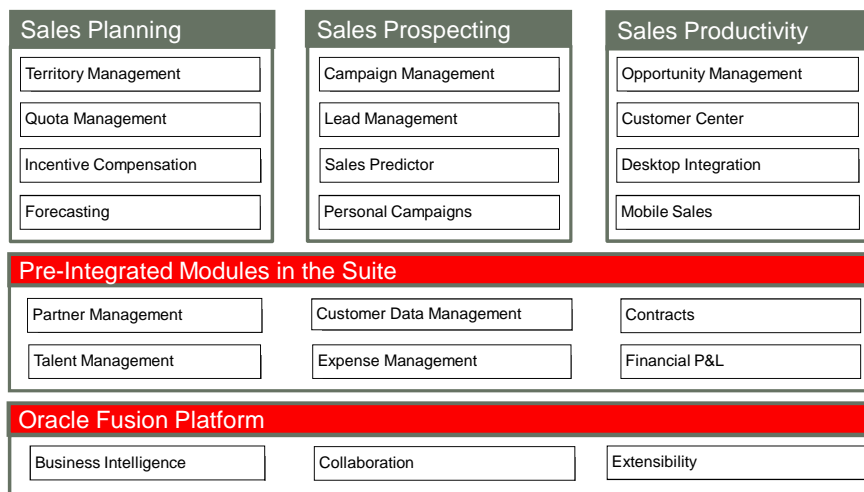 Sales Planning
Territory Management
Quota Management
Incentive Compensation
Forecasting
Sales Prospecting
Campaign Management
Lead Management
Sales Predictor
Personal Campaigns
Sales Productivity
Opportunity Management
Customer Center
Desktop Integration
Mobile Sales
Pre-Integrated Modules in the Suite
Partner Management
Customer Data Management
Contracts
Talent Management
Expense Management
Financial P&L
Oracle Fusion Platform
Business Intelligence
Collaboration
Extensibility